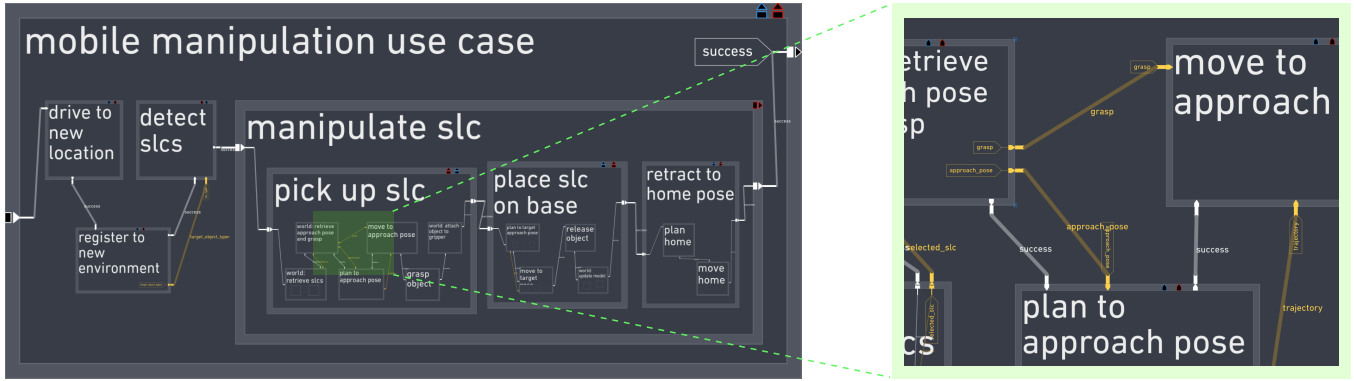 mobile manipulation use case
success
drive to
new
location
detect
slcs
manipulate slc
success
success
success
target_object_type
register to
new
environment
pick up slc
place slc
on base
retract to
home pose
world: retrieve
approach pose
and grasp
move to
approach pose
world: attach
object to
gripper
world:
retrieve slcs
plan to
approach pose
grasp
object
plan to target
approach pose
release
object
move to
target
world:
update model
plan
home
move
home
etrieve
h pose
sp
grasp
move to
approach
grasp
grasp
approach_pose
success
approach_pose
approach_pose
success
trajectory
selected_slc
selected_slc
cs
plan to
approach pose
trajectory